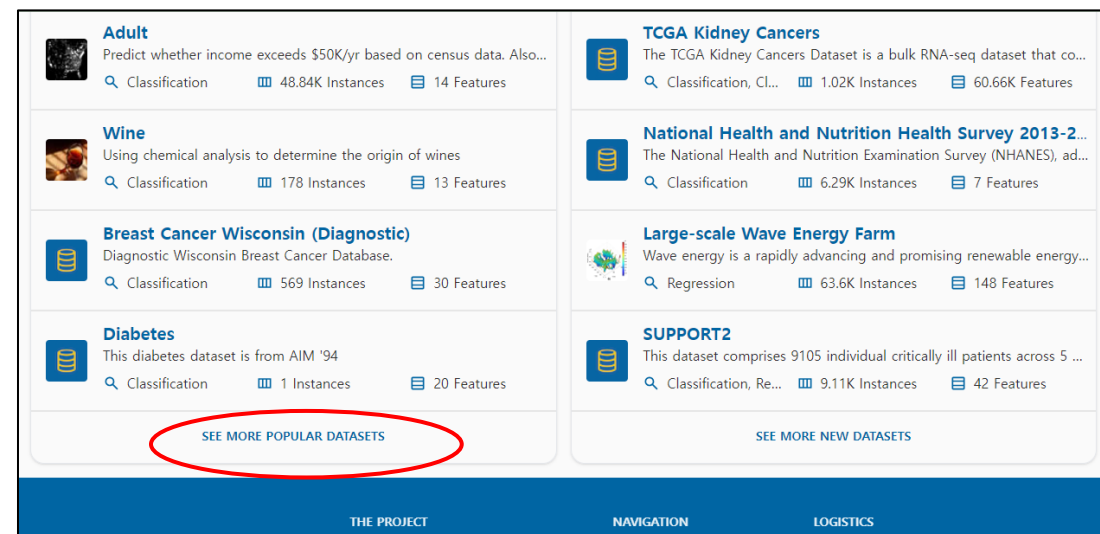 Adult
Predict whether income exceeds $50K/yr based on census data. Also...
Classification 48.84K Instances 14 Features
Wine
Using chemical analysis to determine the origin of wines
Classification 178 Instances 13 Features
Breast Cancer Wisconsin (Diagnostic)
Diagnostic Wisconsin Breast Cancer Database.
Classification 569 Instances 30 Features
Diabetes
This diabetes dataset is from AIM '94
Classification 1 Instances 20 Features
SEE MORE POPULAR DATASETS
TCGA Kidney Cancers
The TCGA Kidney Cancers Dataset is a bulk RNA-seq dataset that co...
Classification, Cl... 1.02K Instances 60.66K Features
National Health and Nutrition Health Survey 2013-2...
The National Health and Nutrition Examination Survey (NHANES), ad...
Classification 6.29K Instances 7 Features
Large-scale Wave Energy Farm
Wave energy is a rapidly advancing and promising renewable energy...
Regression 63.6K Instances 148 Features
SUPPORT2
This dataset comprises 9105 individual critically ill patients across 5 ...
Classification, Re... 9.11K Instances 42 Features
SEE MORE NEW DATASETS
THE PROJECT NAVIGATION LOGISTICS